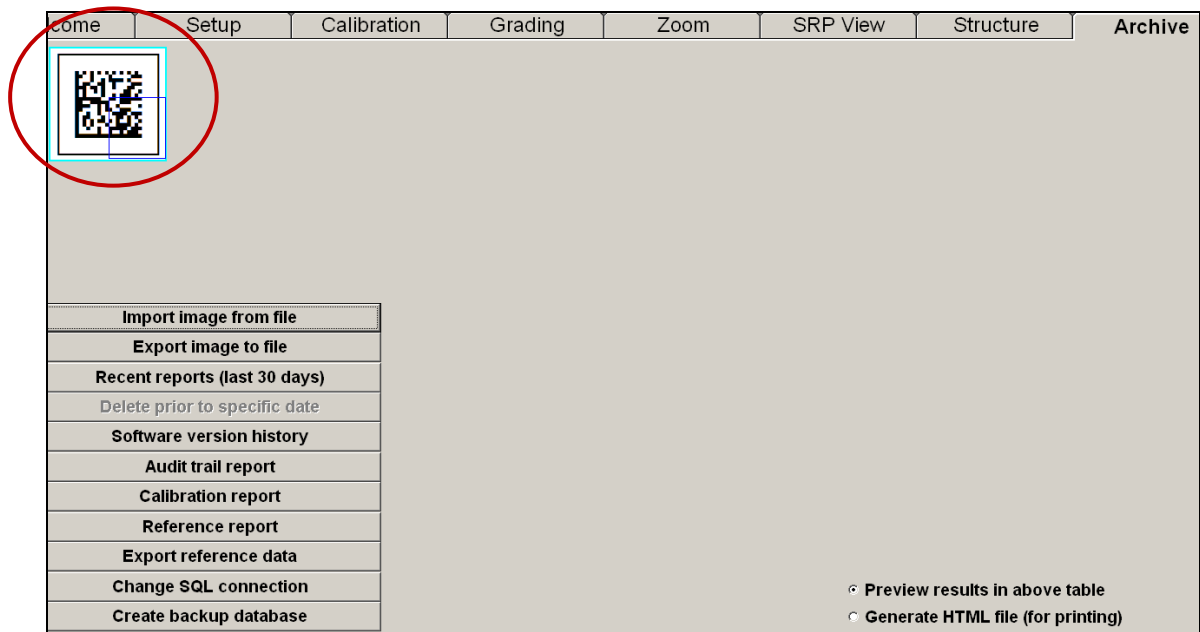 come Setup Calibration Grading Zoom SRP View Structure Archive
Import image from file
Export image to file
Recent reports (last 30 days)
Delete prior to specific date
Software version history
Audit trail report
Calibration report
Reference report
Export reference data
Change SQL connection
Create backup database
Preview results in above table
Generate HTML file (for printing)